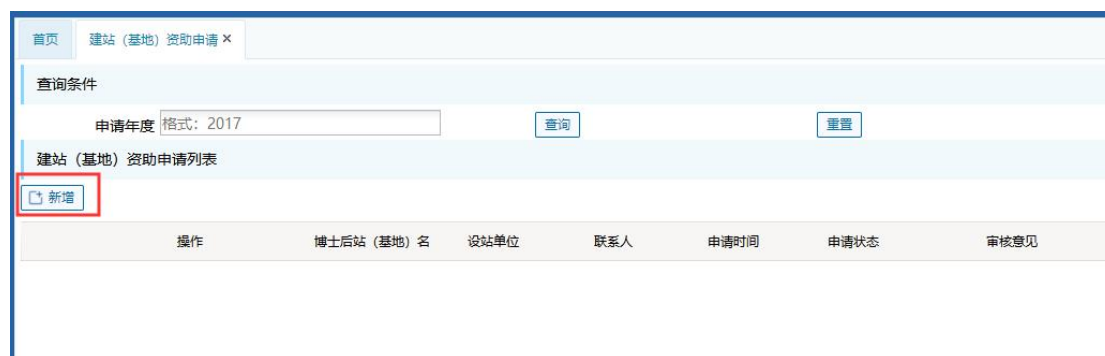 首页 建站（基地）资助申请 ×
查询条件
申请年度 格式：2017 查询 重置
建站（基地）资助申请列表
新增
操作 博士后站（基地）名 设站单位 联系人 申请时间 申请状态 审核意见